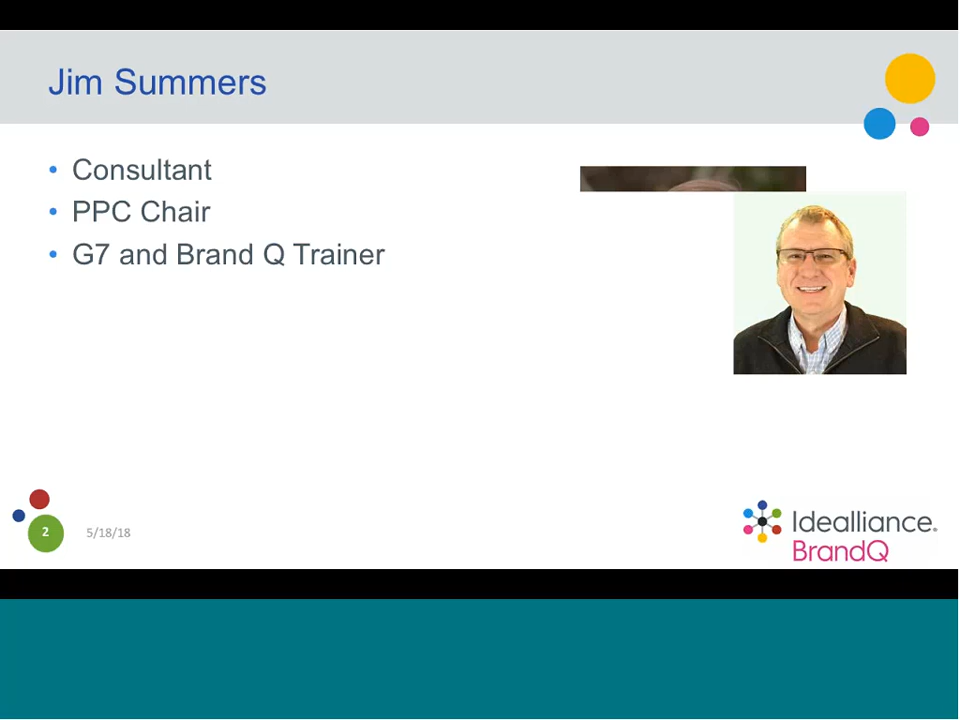 Jim Summers
• Consultant
• PPC Chair
• G7 and Brand Q Trainer
2
5/18/18
Idealliance®
BrandQ